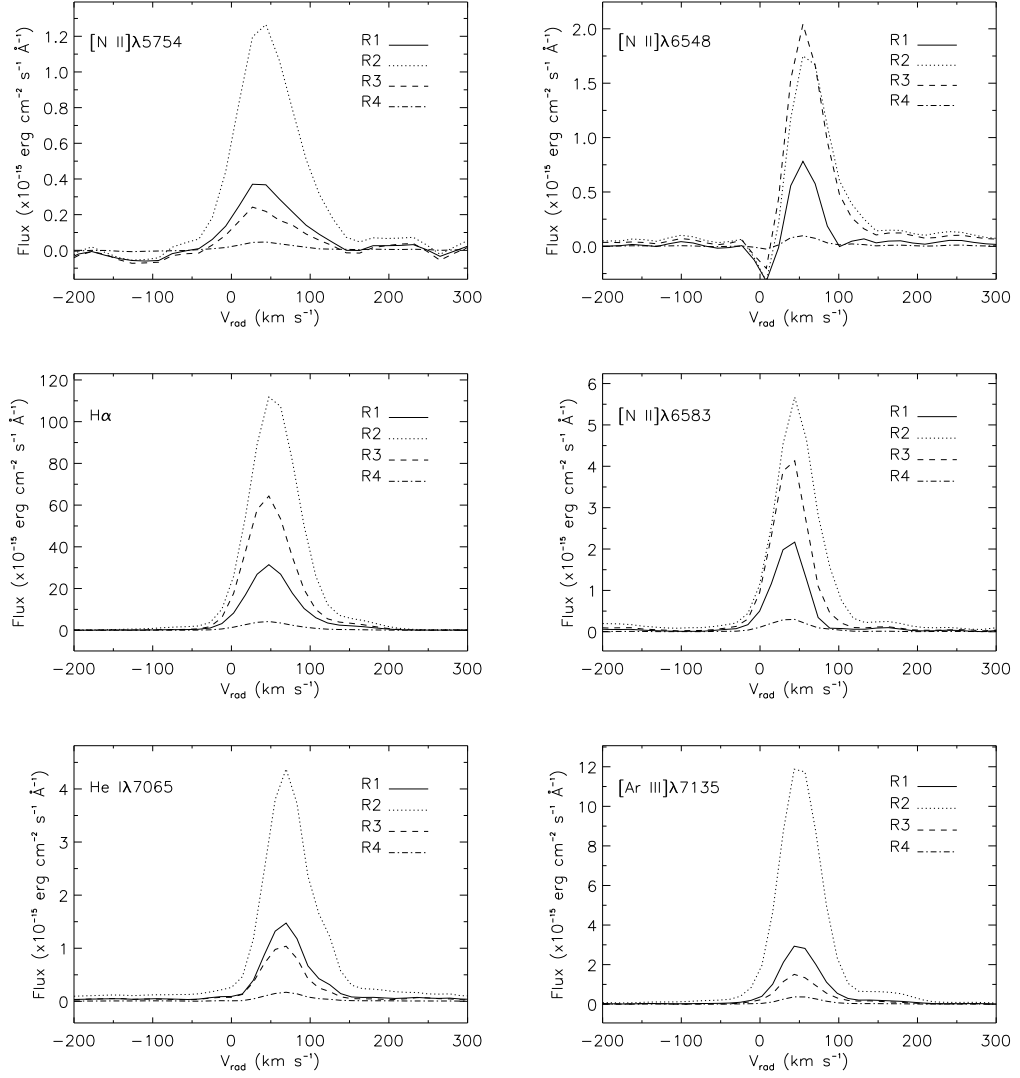 [N II]λ5754
R1
R2
R3
R4
1.2
1.0
0.8
0.6
0.4
0.2
0.0
Flux (x10⁻¹⁵ erg cm⁻² s⁻¹ Å⁻¹)
−200 −100 0 100 200 300
V_rad (km s⁻¹)
[N II]λ6548
R1
R2
R3
R4
2.0
1.5
1.0
0.5
0.0
Flux (x10⁻¹⁵ erg cm⁻² s⁻¹ Å⁻¹)
−200 −100 0 100 200 300
V_rad (km s⁻¹)
Hα
R1
R2
R3
R4
120
100
80
60
40
20
0
Flux (x10⁻¹⁵ erg cm⁻² s⁻¹ Å⁻¹)
−200 −100 0 100 200 300
V_rad (km s⁻¹)
[N II]λ6583
R1
R2
R3
R4
6
5
4
3
2
1
0
Flux (x10⁻¹⁵ erg cm⁻² s⁻¹ Å⁻¹)
−200 −100 0 100 200 300
V_rad (km s⁻¹)
He Iλ7065
R1
R2
R3
R4
4
3
2
1
0
Flux (x10⁻¹⁵ erg cm⁻² s⁻¹ Å⁻¹)
−200 −100 0 100 200 300
V_rad (km s⁻¹)
[Ar III]λ7135
R1
R2
R3
R4
12
10
8
6
4
2
0
Flux (x10⁻¹⁵ erg cm⁻² s⁻¹ Å⁻¹)
−200 −100 0 100 200 300
V_rad (km s⁻¹)